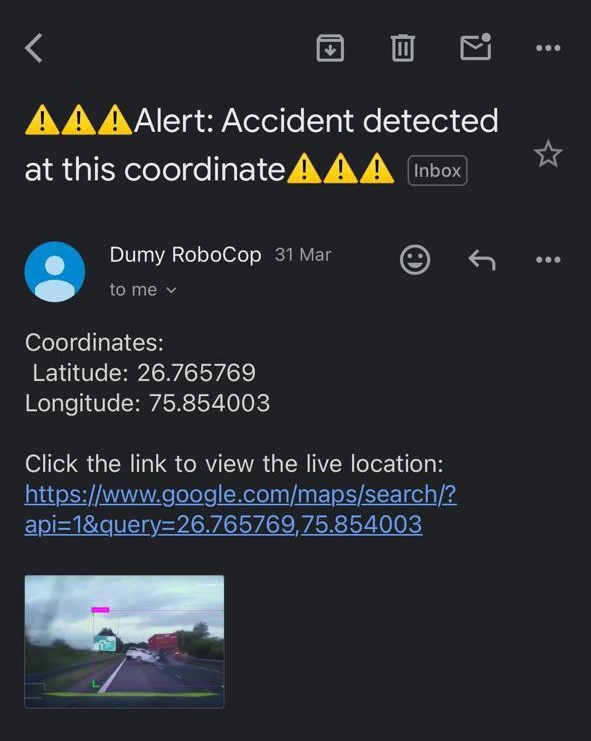 ⚠️⚠️⚠️Alert: Accident detected
at this coordinate⚠️⚠️⚠️ Inbox
Dumy RoboCop 31 Mar
to me
Coordinates:
Latitude: 26.765769
Longitude: 75.854003
Click the link to view the live location:
https://www.google.com/maps/search/?
api=1&query=26.765769,75.854003